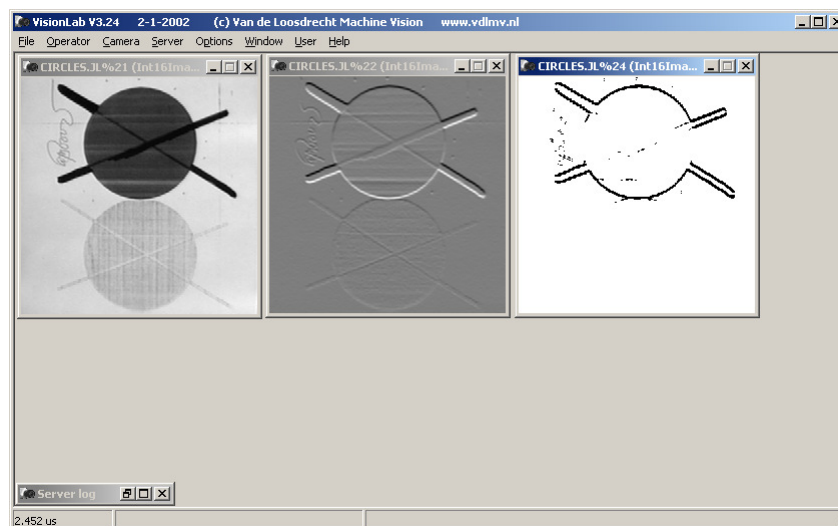 VisionLab V3.24    2-1-2002    (c) Van de Loosdrecht Machine Vision    www.vdlmv.nl
File Operator Camera Server Options Window User Help
CIRCLES.JL%21 (Int16Ima...
CIRCLES.JL%22 (Int16Ima...
CIRCLES.JL%24 (Int16Ima...
Server log
2.452 us